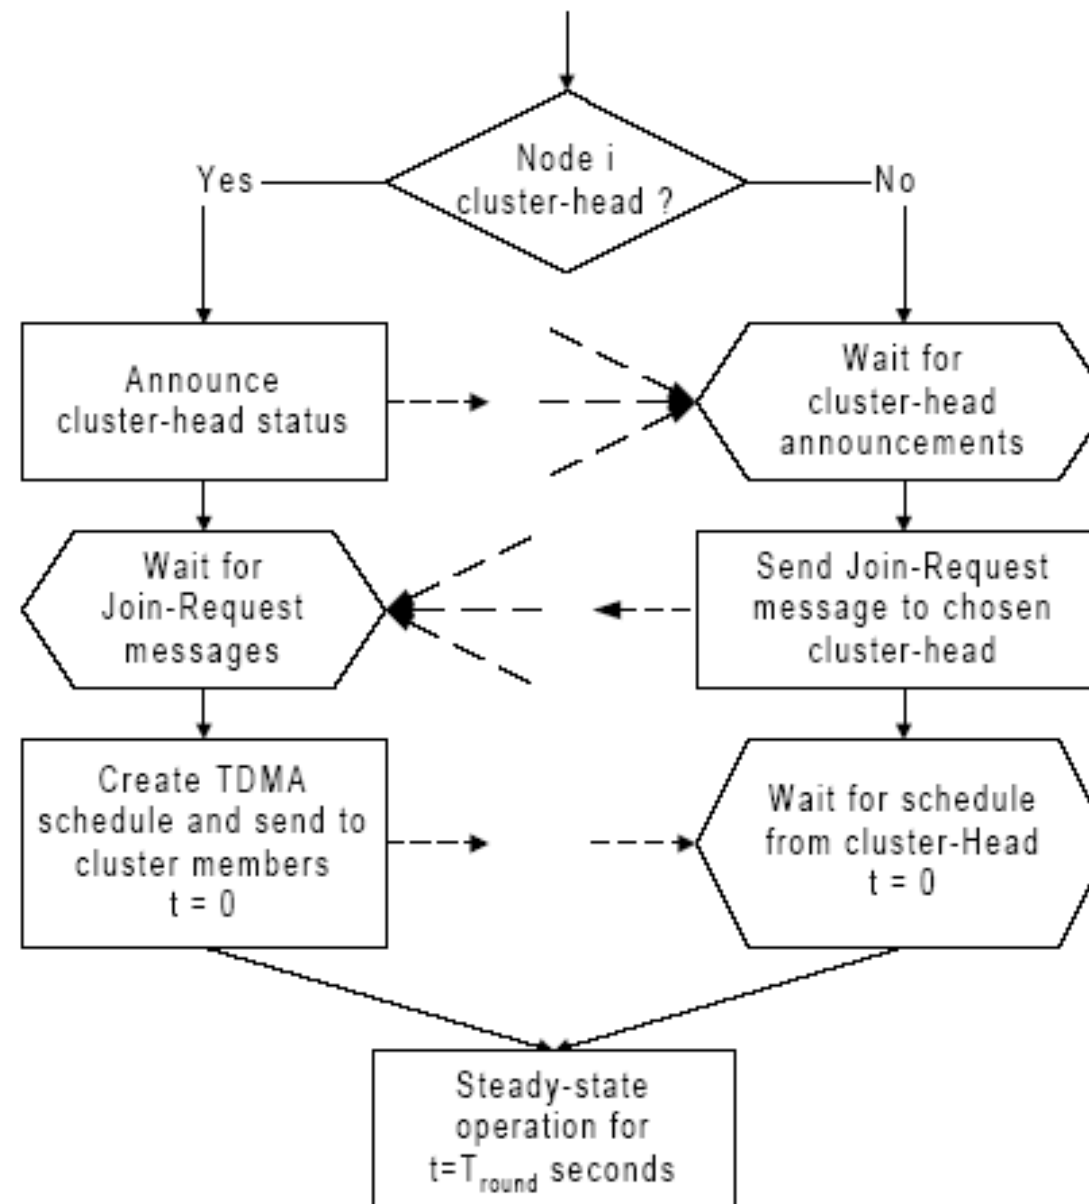 Node i
cluster-head ?
Yes
No
Announce
cluster-head status
Wait for
cluster-head
announcements
Wait for
Join-Request
messages
Send Join-Request
message to chosen
cluster-head
Create TDMA
schedule and send to
cluster members
t = 0
Wait for schedule
from cluster-Head
t = 0
Steady-state
operation for
t=Tround seconds